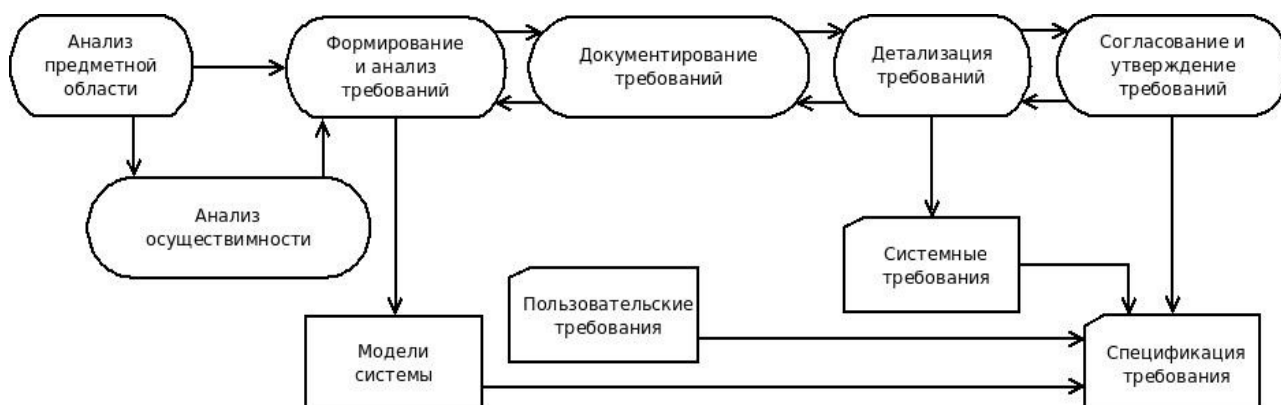 Анализ
предметной
области
Формирование
и анализ
требований
Документирование
требований
Детализация
требований
Согласование и
утверждение
требований
Анализ
осуществимности
Системные
требования
Пользовательские
требования
Модели
системы
Спецификация
требования